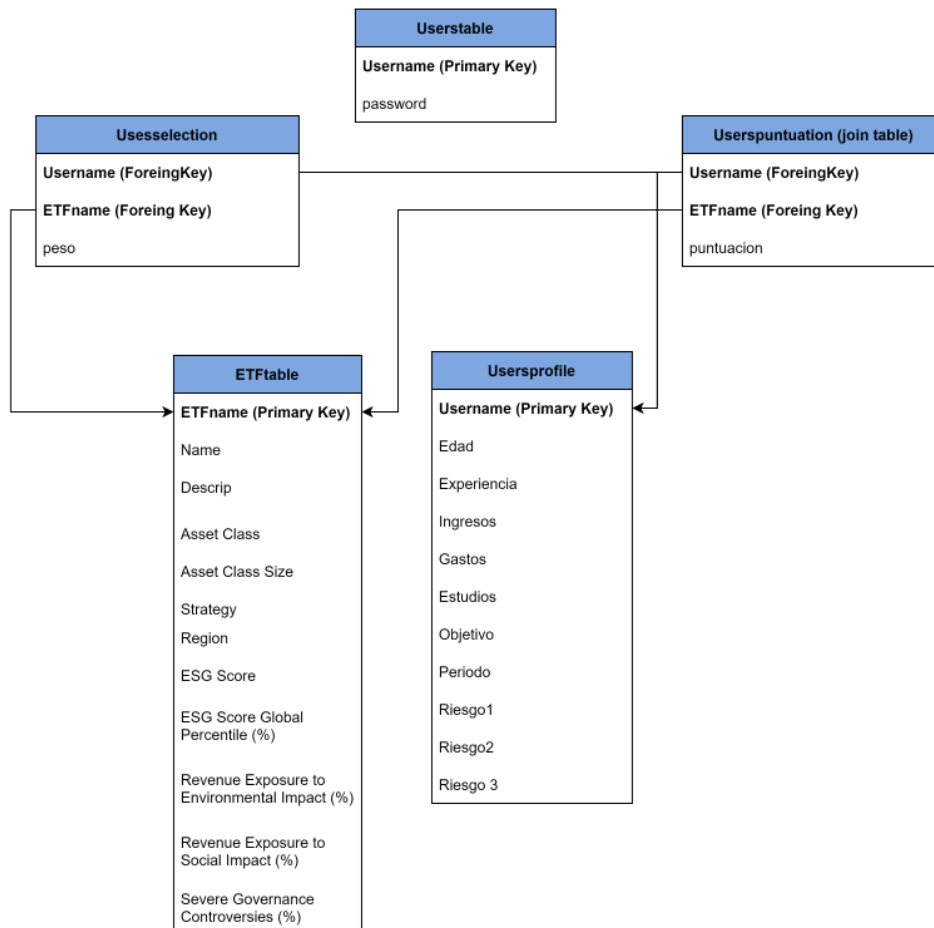 Userstable
Username (Primary Key)
password
Usesselection
Username (ForeingKey)
ETFname (Foreing Key)
peso
Userspuntuation (join table)
Username (ForeingKey)
ETFname (Foreing Key)
puntuacion
ETFtable
ETFname (Primary Key)
Name
Descrip
Asset Class
Asset Class Size
Strategy
Region
ESG Score
ESG Score Global
Percentile (%)
Revenue Exposure to
Environmental Impact (%)
Revenue Exposure to
Social Impact (%)
Severe Governance
Controversies (%)
Usersprofile
Username (Primary Key)
Edad
Experiencia
Ingresos
Gastos
Estudios
Objetivo
Periodo
Riesgo1
Riesgo2
Riesgo 3